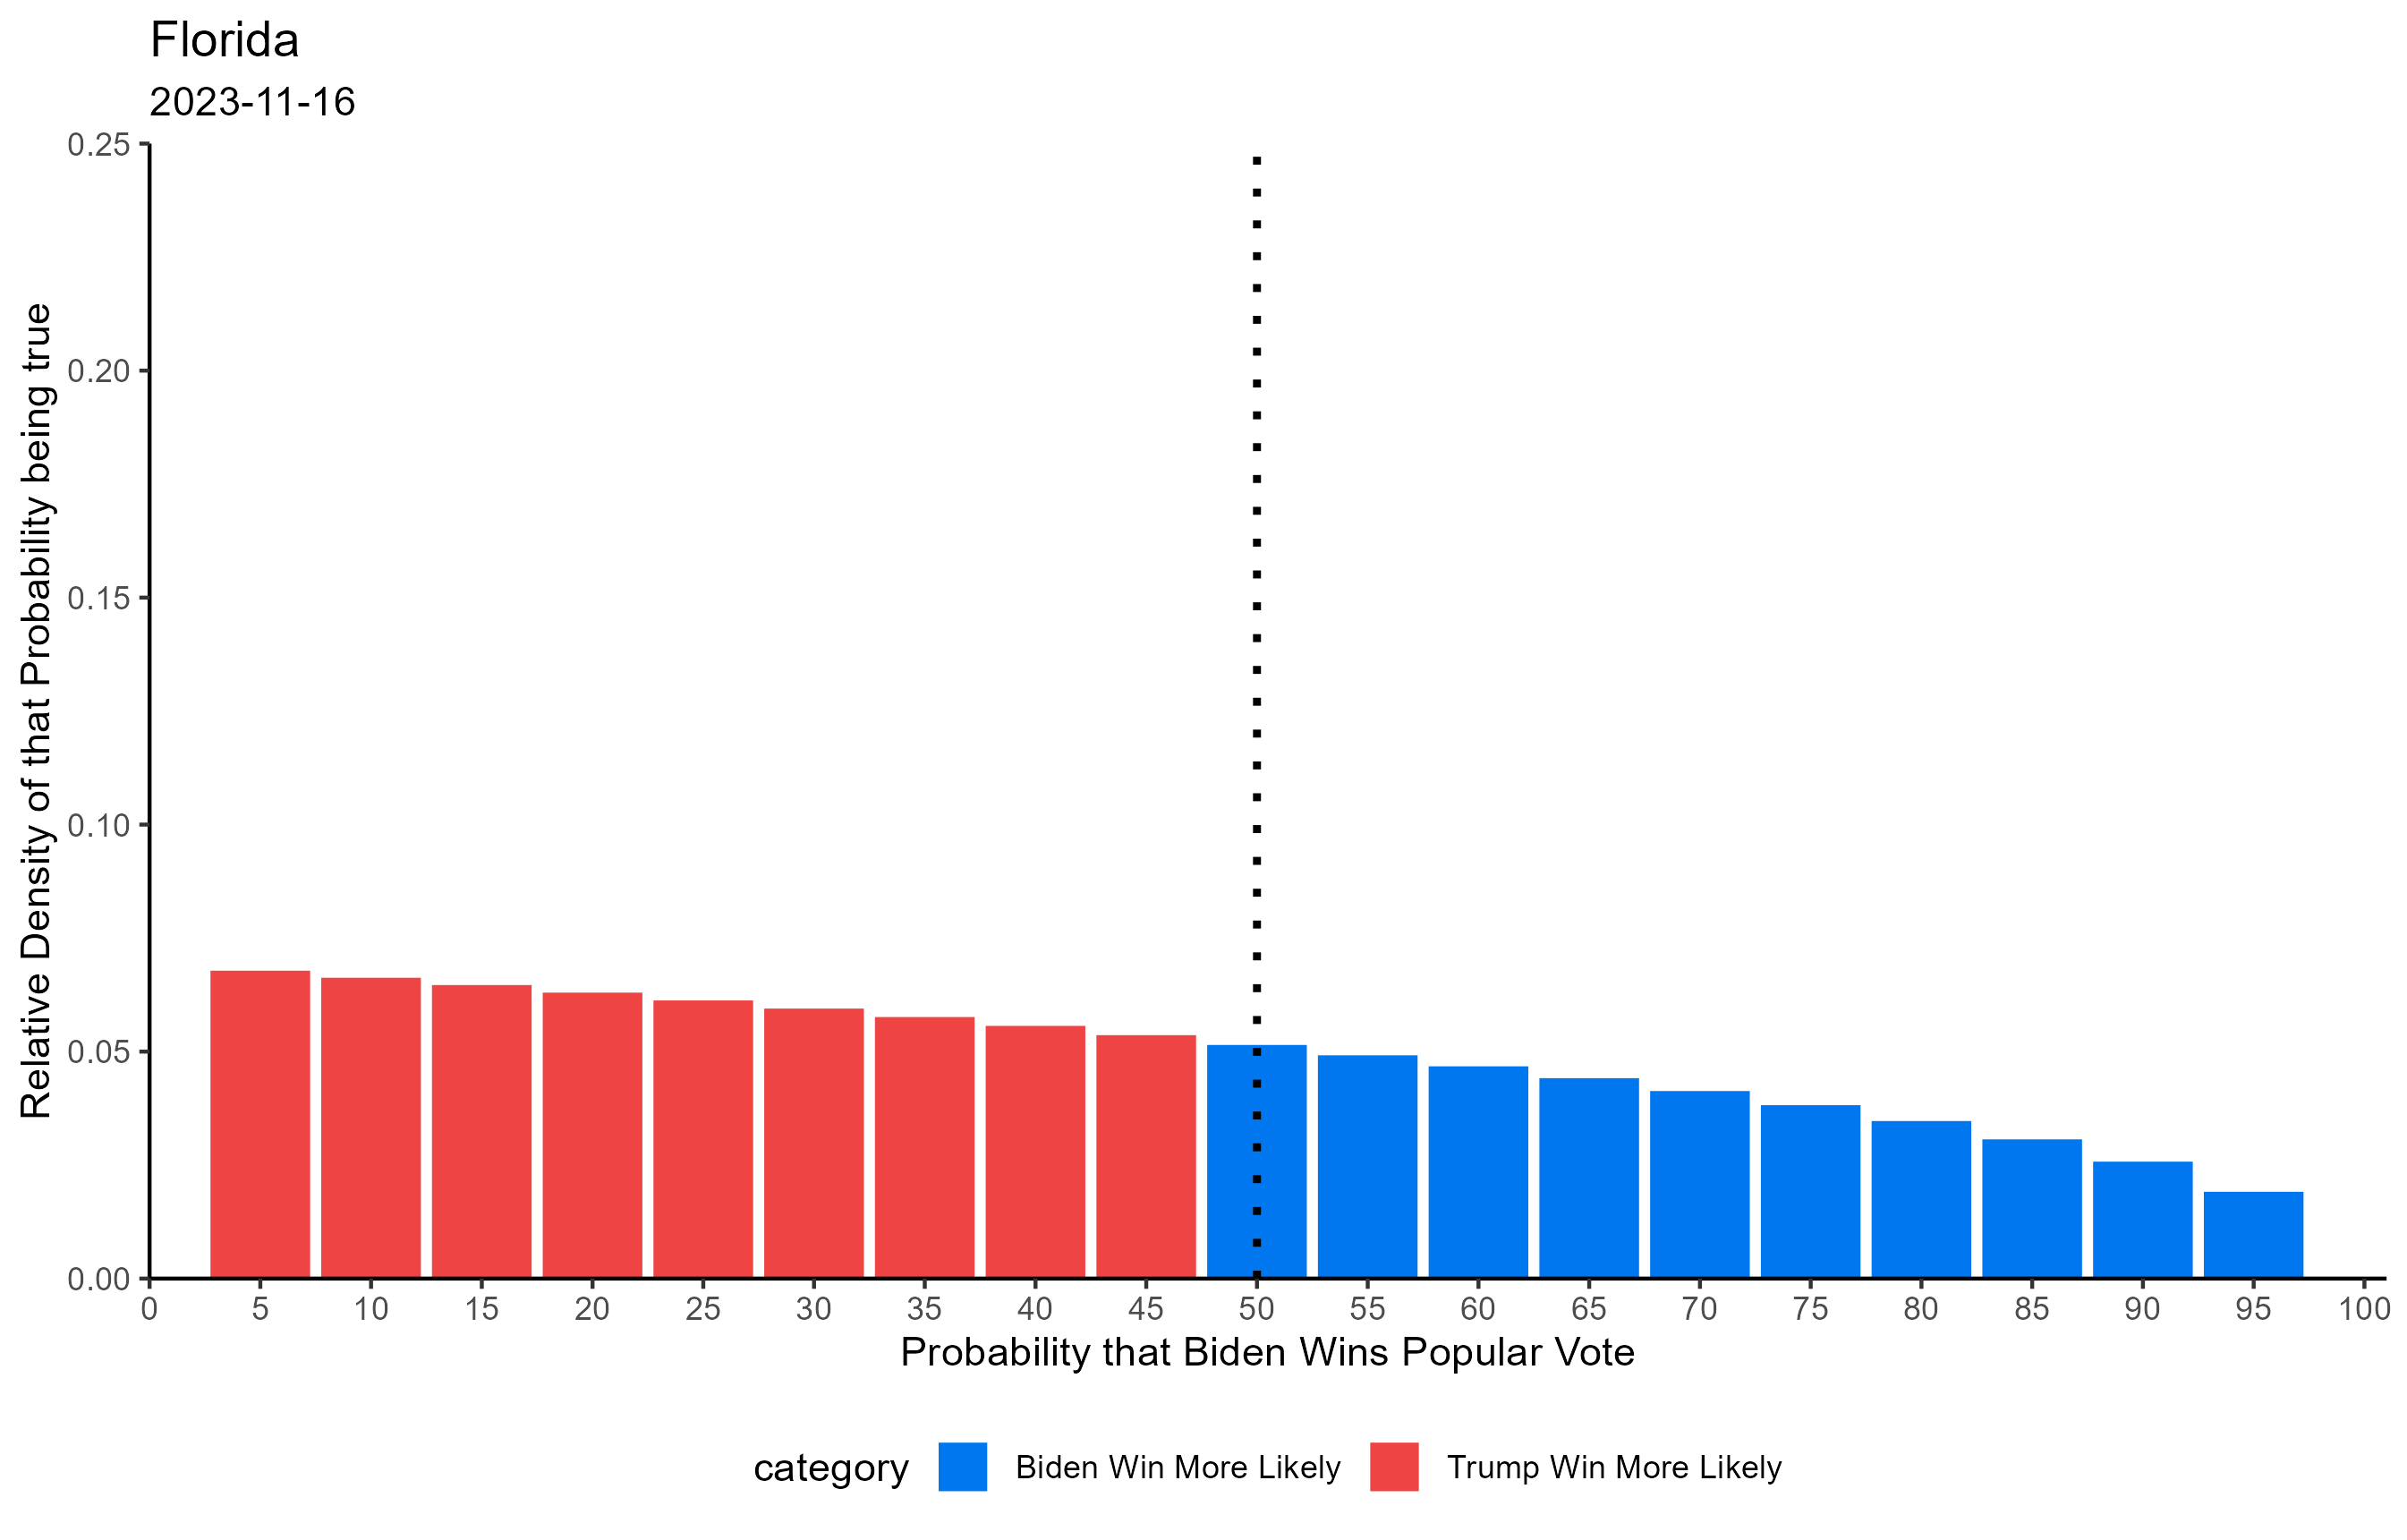 Florida
2023-11-16
Relative Density of that Probability being true
0.25
0.20
0.15
0.10
0.05
0.00
0 5 10 15 20 25 30 35 40 45 50 55 60 65 70 75 80 85 90 95 100
Probability that Biden Wins Popular Vote
category Biden Win More Likely Trump Win More Likely